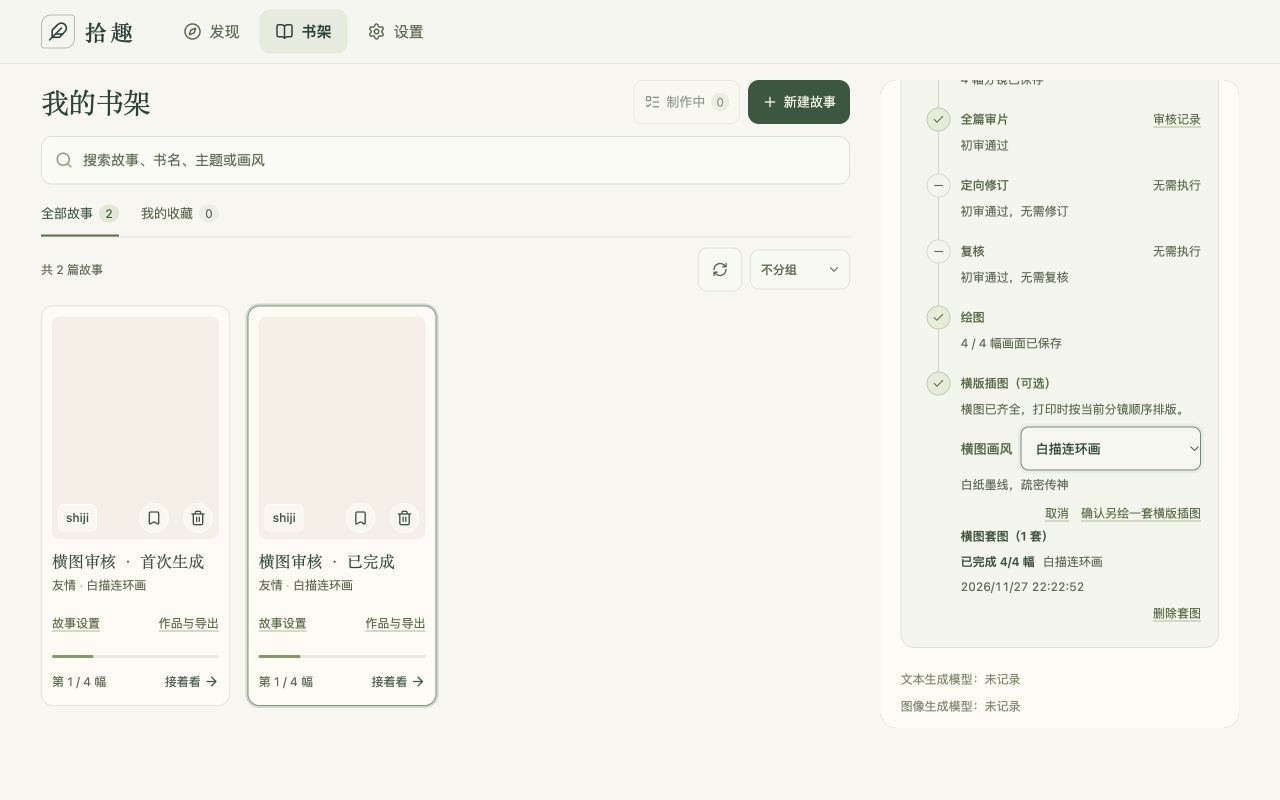 拾趣
发现
书架
设置
我的书架
制作中 0
新建故事
搜索故事、书名、主题或画风
全部故事 2
我的收藏 0
共 2 篇故事
不分组
shiji
横图审核 · 首次生成
友情 · 白描连环画
故事设置
作品与导出
第 1 / 4 幅
接着看
shiji
横图审核 · 已完成
友情 · 白描连环画
故事设置
作品与导出
第 1 / 4 幅
接着看
4 幅分镜已保存
全篇审片
审核记录
初审通过
定向修订
无需执行
初审通过，无需修订
复核
无需执行
初审通过，无需复核
绘图
4 / 4 幅画面已保存
横版插图（可选）
横图已齐全，打印时按当前分镜顺序排版。
横图画风
白描连环画
白纸墨线，疏密传神
取消
确认另绘一套横版插图
横图套图（1 套）
已完成 4/4 幅 白描连环画
2026/11/27 22:22:52
删除套图
文本生成模型：未记录
图像生成模型：未记录